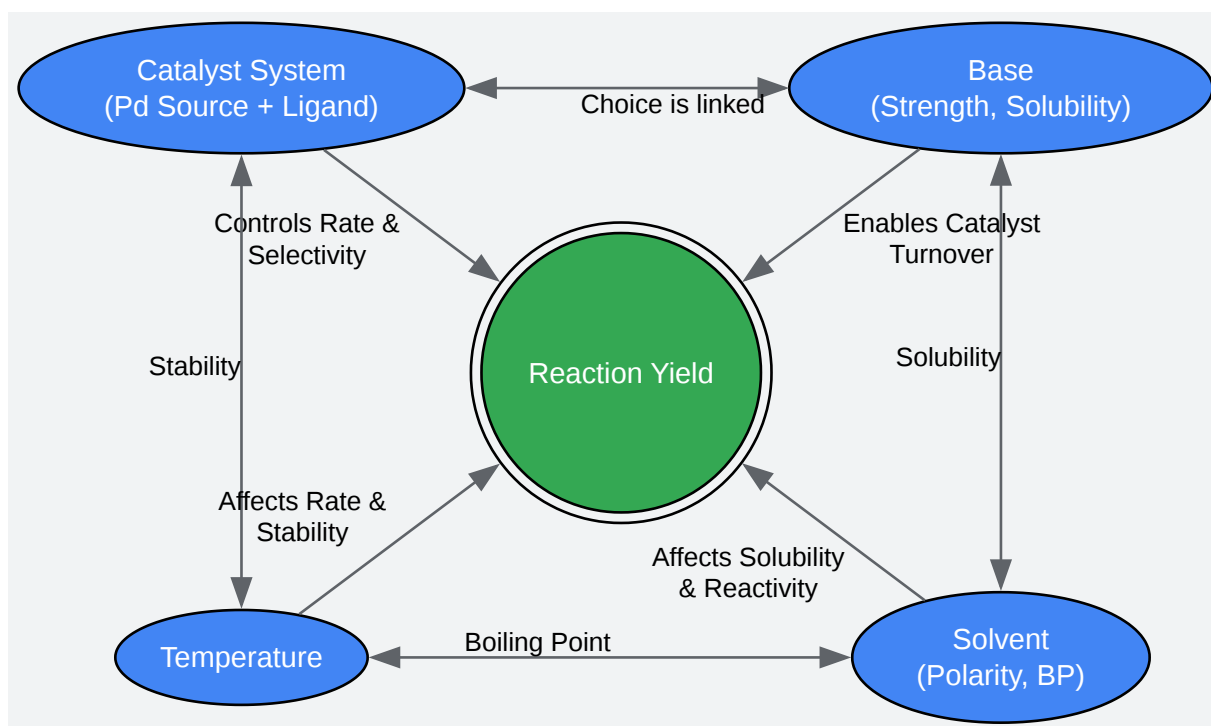 Catalyst System
(Pd Source + Ligand)
Choice is linked
Base
(Strength, Solubility)
Controls Rate &
Selectivity
Enables Catalyst
Turnover
Stability
Reaction Yield
Solubility
Affects Rate &
Stability
Affects Solubility
& Reactivity
Temperature
Boiling Point
Solvent
(Polarity, BP)